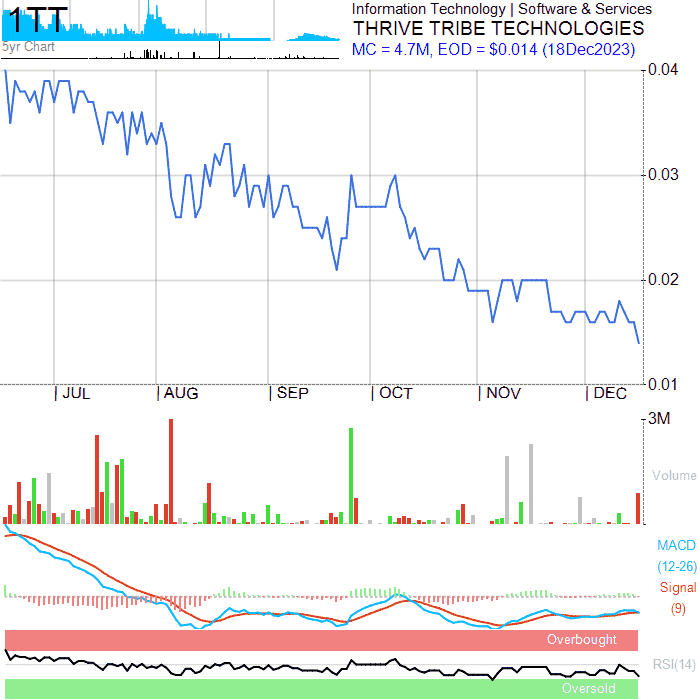 1TT
5yr Chart
Information Technology | Software & Services
THRIVE TRIBE TECHNOLOGIES
MC = 4.7M, EOD = $0.014 (18Dec2023)
0.04
0.03
0.02
0.01
JUL
AUG
SEP
OCT
NOV
DEC
3M
Volume
MACD
(12-26)
Signal
(9)
Overbought
RSI(14)
Oversold